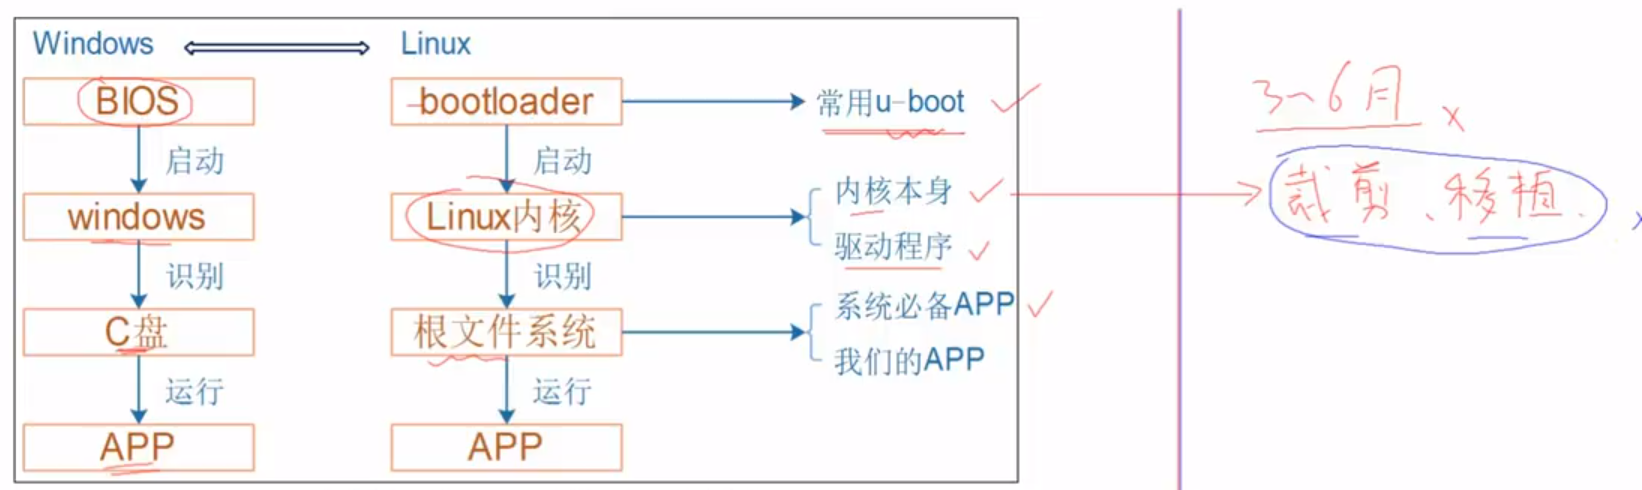 Windows Linux
BIOS bootloader 常用u-boot
启动 启动
windows Linux内核 内核本身
驱动程序
识别 识别
C盘 根文件系统 系统必备APP
我们的APP
运行 运行
APP APP
3~6月 x
裁剪、移植.